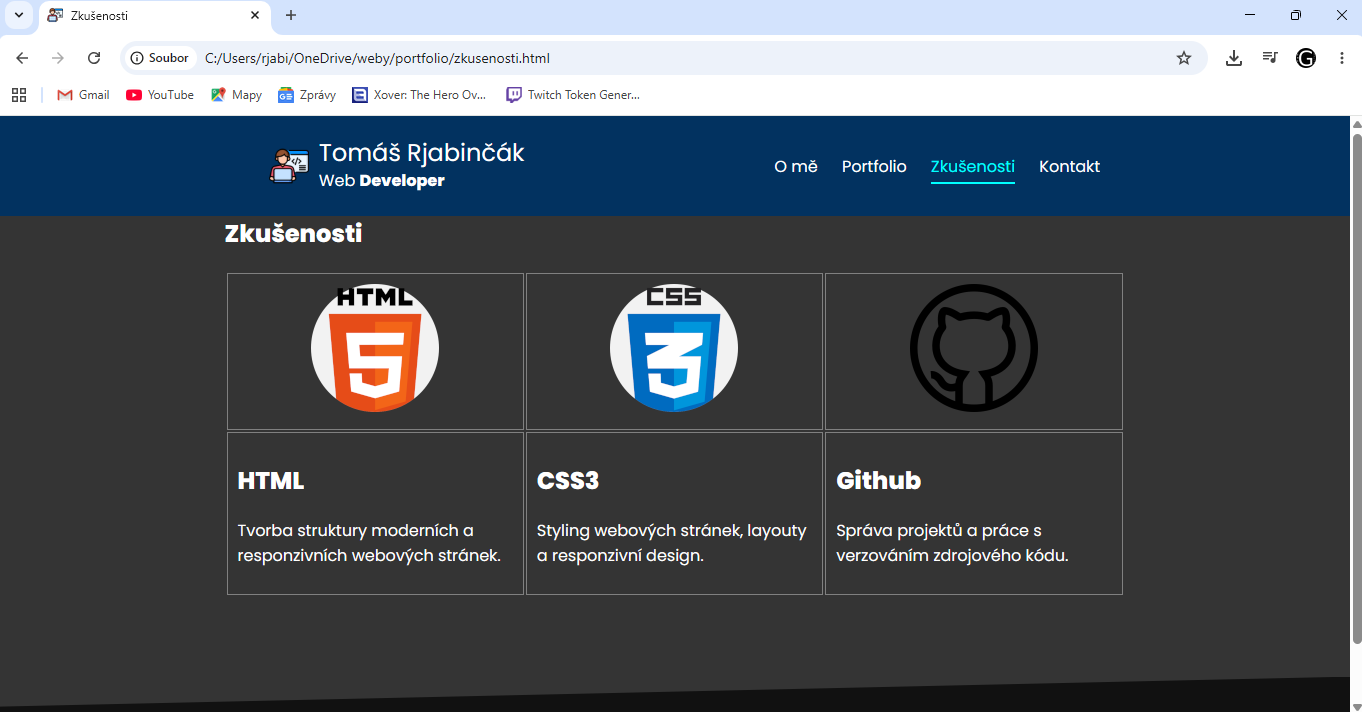 Zkušenosti
Soubor
C:/Users/rjabi/OneDrive/weby/portfolio/zkusenosti.html
G
Gmail
YouTube
Mapy
Zprávy
Xover: The Hero Ov...
Twitch Token Gener...
Tomáš Rjabinčák
Web Developer
O mě
Portfolio
Zkušenosti
Kontakt
Zkušenosti
HTML
5
CSS
3
HTML
Tvorba struktury moderních a
responzivních webových stránek.
CSS3
Styling webových stránek, layouty
a responzivní design.
Github
Správa projektů a práce s
verzováním zdrojového kódu.